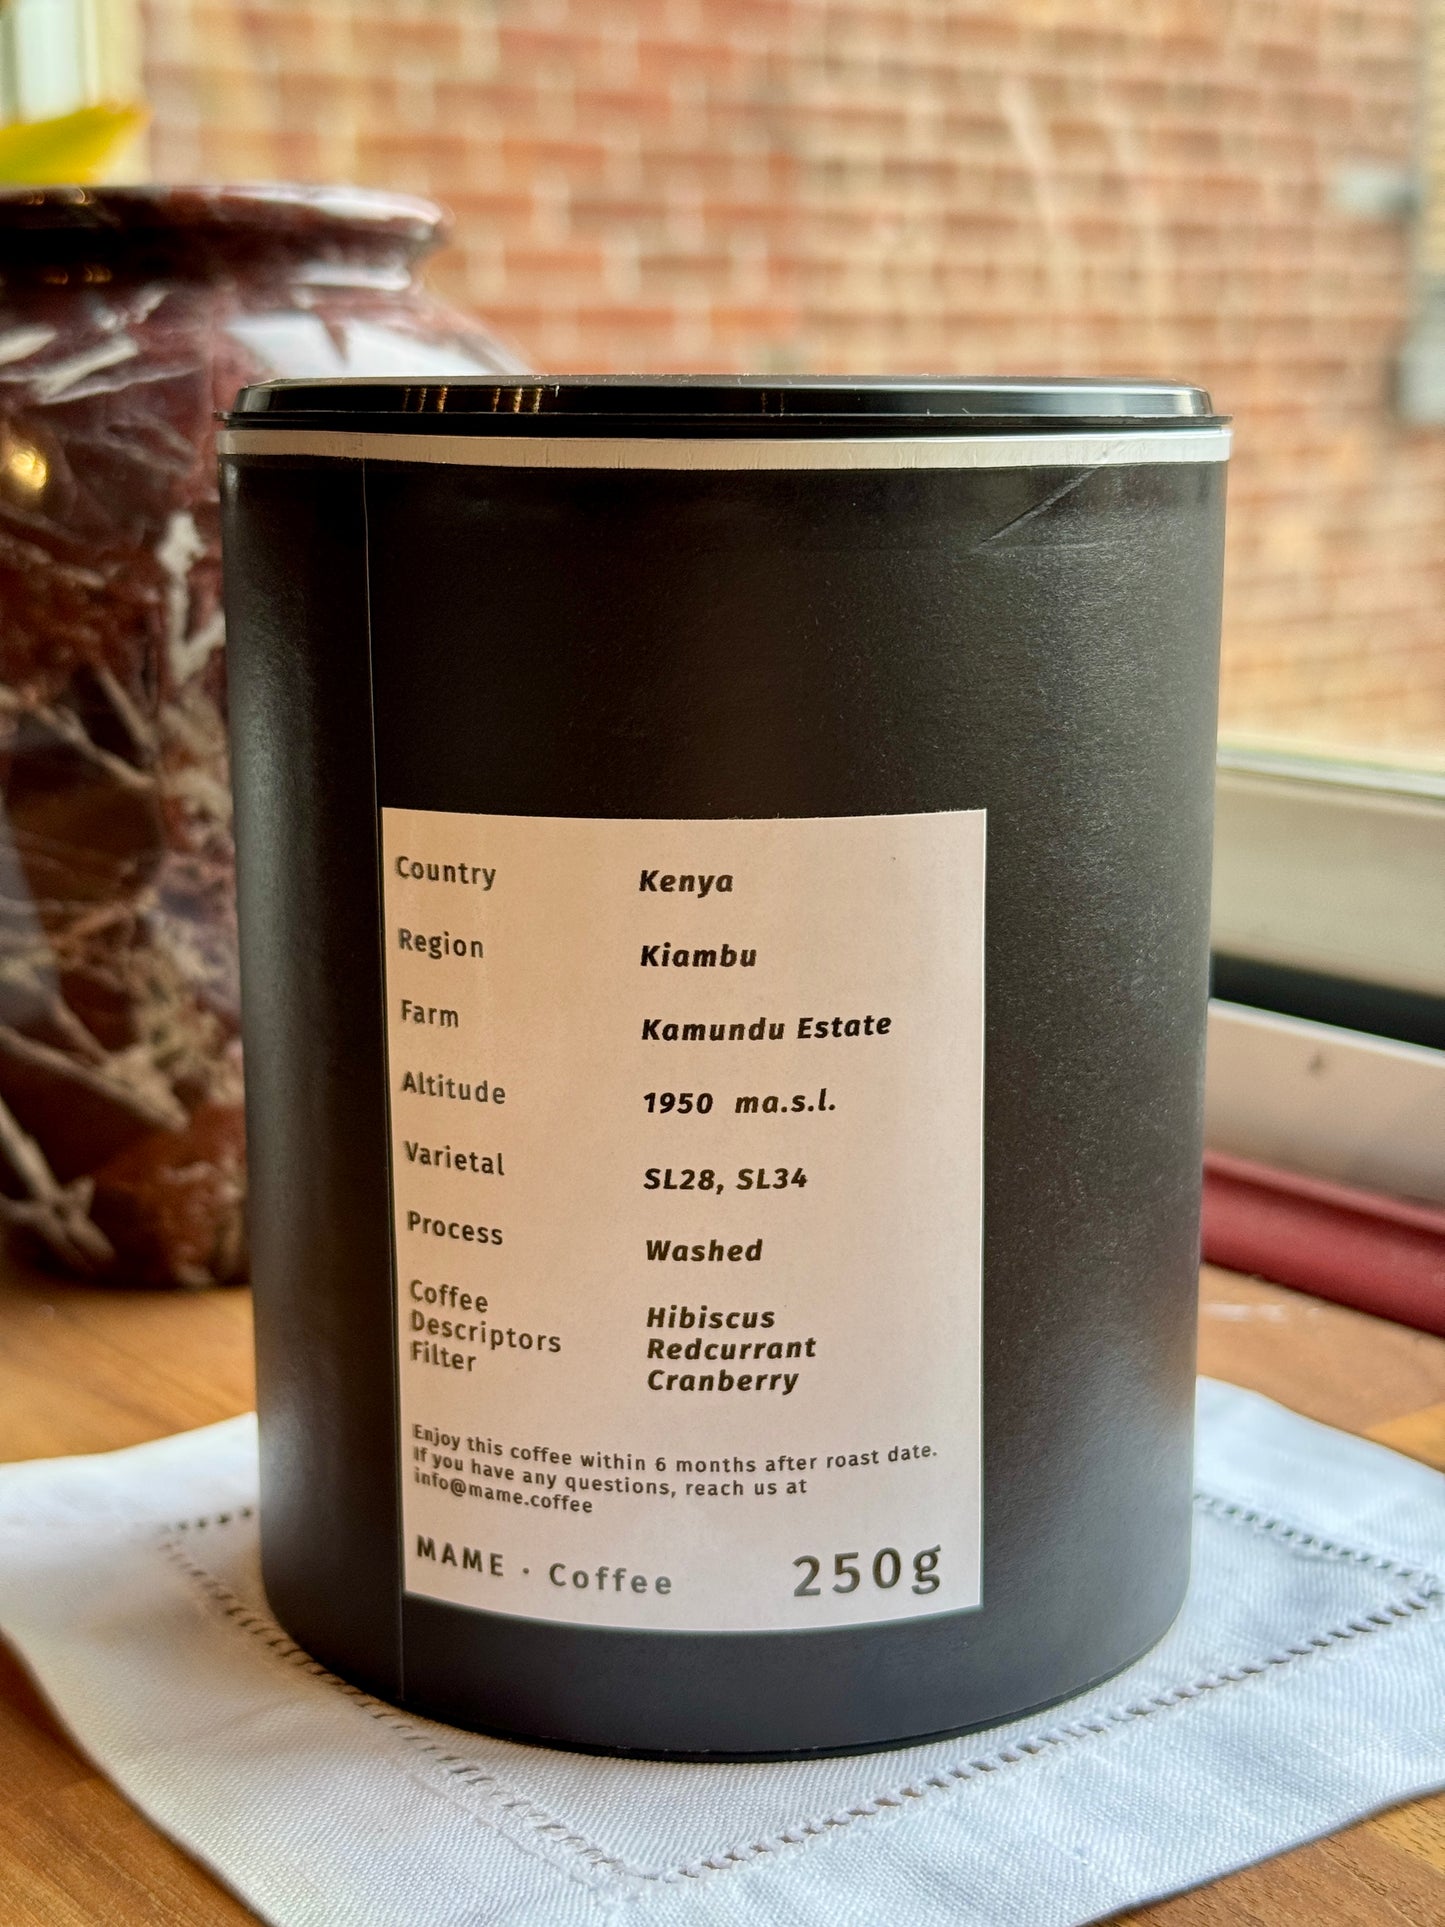 Country Kenya
Region Kiambu
Farm Kamundu Estate
Altitude 1950 ma.s.l.
Varietal SL28, SL34
Process Washed
Coffee Hibiscus
Descriptors Redcurrant
Filter Cranberry
Enjoy this coffee within 6 months after roast date.
If you have any questions, reach us at
info@mame.coffee
MAME · Coffee 250g